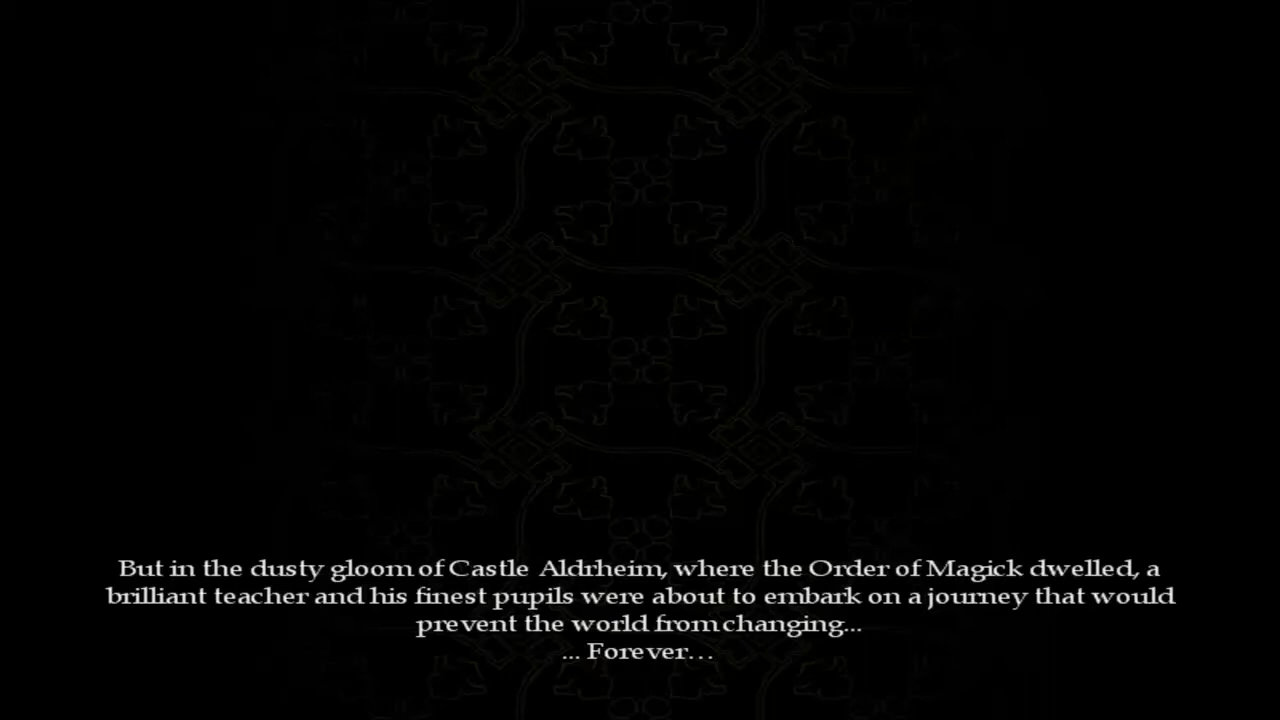 But in the dusty gloom of Castle Aldrheim, where the Order of Magick dwelled, a
brilliant teacher and his finest pupils were about to embark on a journey that would
prevent the world from changing...
... Forever...